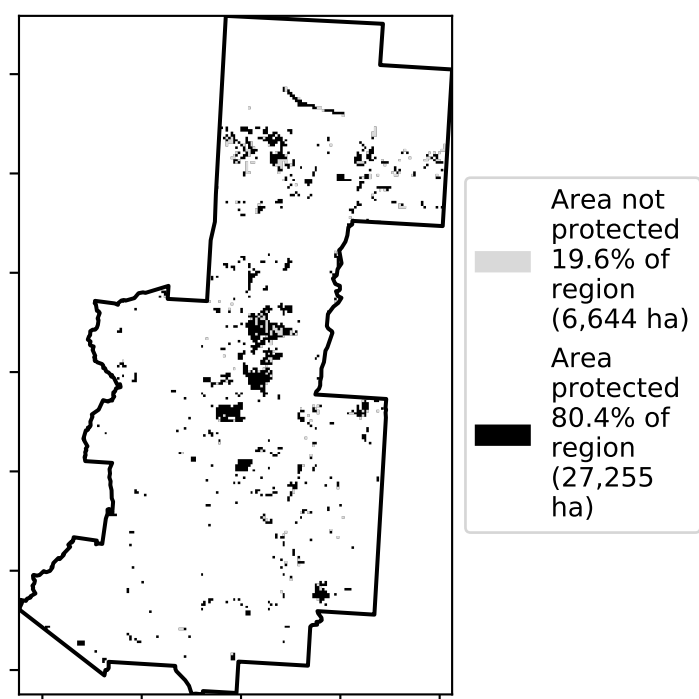 Area not
protected
19.6% of
region
(6,644 ha)
Area
protected
80.4% of
region
(27,255
ha)